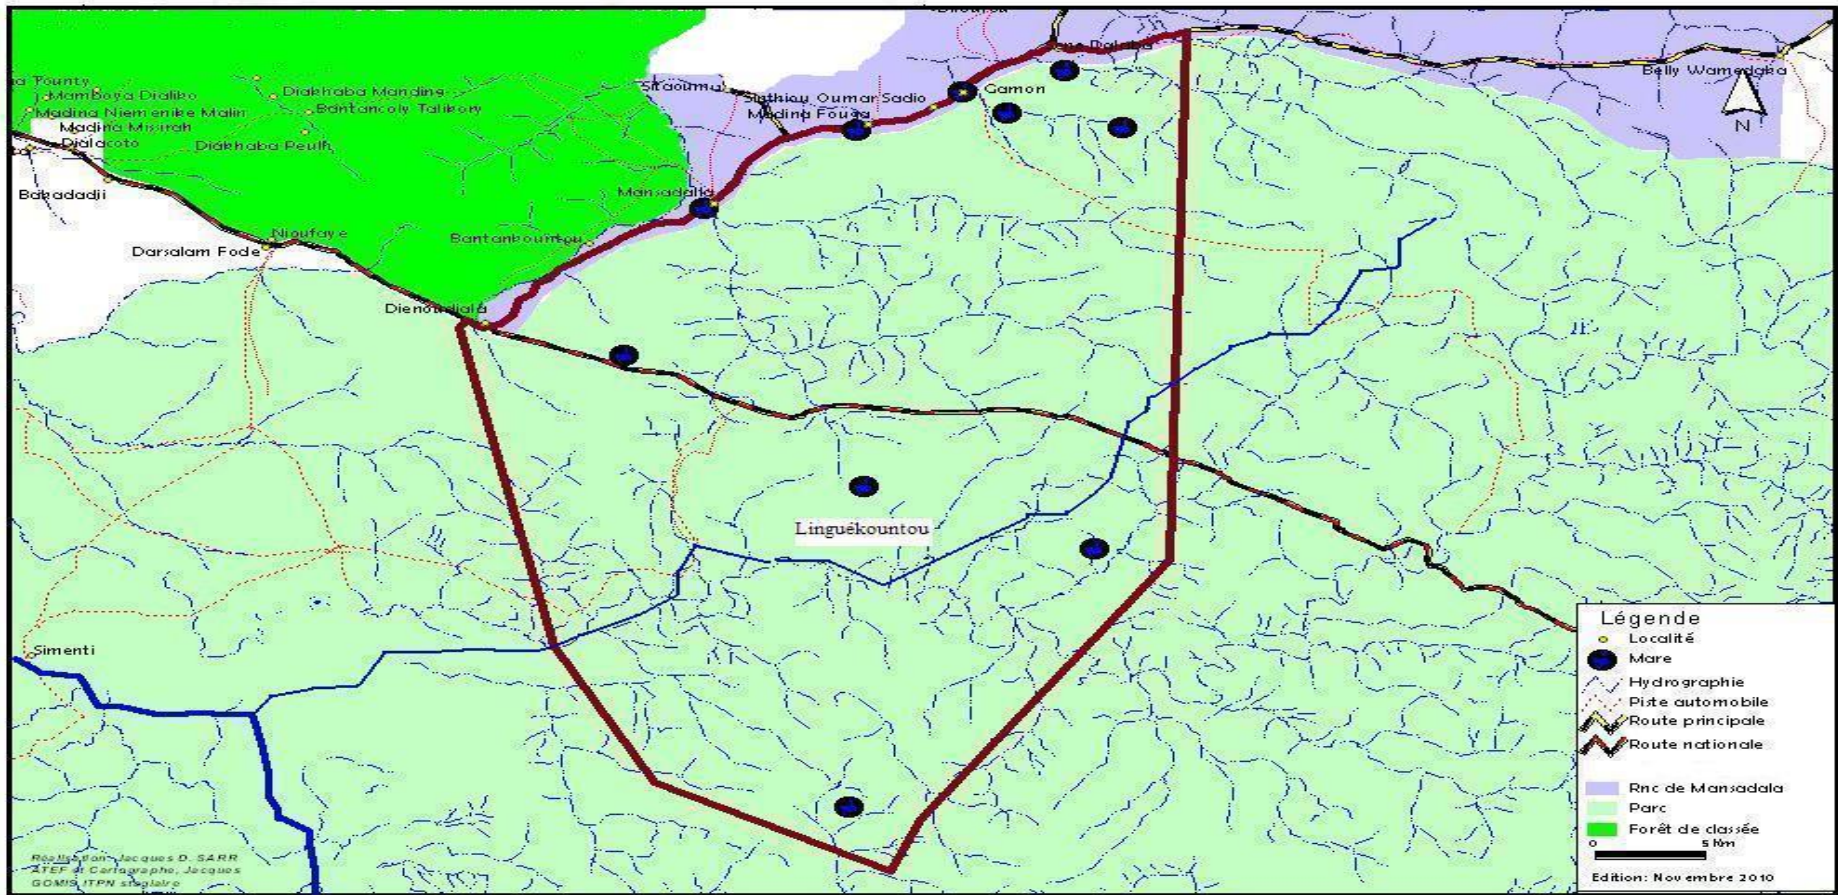 Pounty
Mamboya Dialiko
Madina Niemenike Malin
Madina Missirah
Dialacoto
Bakadadji
Diakhaba Manding
Bantancoly Talikory
Diakhaba Peulh
Nioufaye
Darsalam Fode
Dienoudiala
Bantankountou
Mansadala
Sitaouma
Sinthiou Oumar Sadio
Madina Fouga
Gamon
Belly Wamedaka
N
Linguékountou
Simenti
Légende
Localité
Mare
Hydrographie
Piste automobile
Route principale
Route nationale
Rnc de Mansadala
Parc
Forêt de classée
0 5 km
Edition: Novembre 2010
Réalisation: Jacques D. SARR
ATEF et Cartographe, Jacques
GOMIS ITPN stagiaire